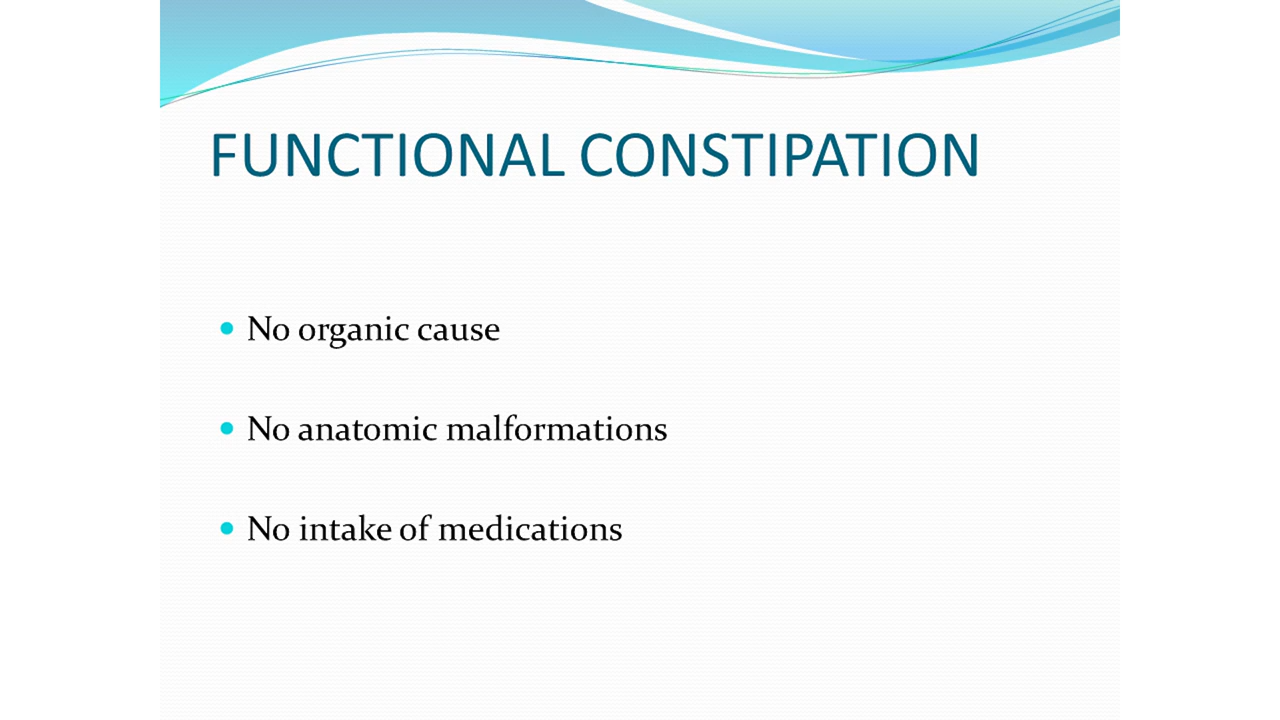 FUNCTIONAL CONSTIPATION
• No organic cause
• No anatomic malformations
• No intake of medications